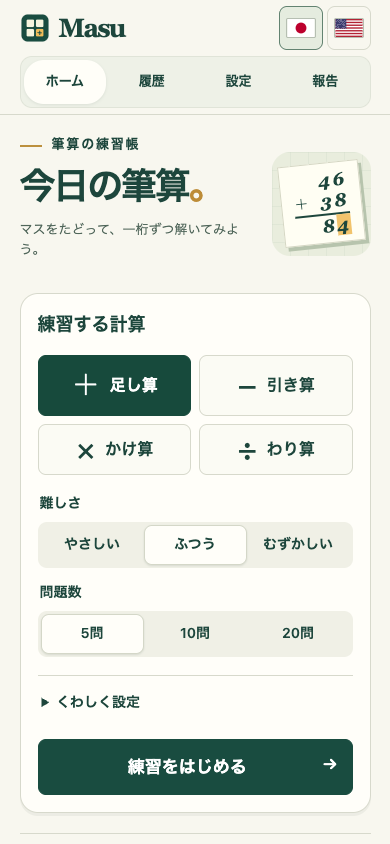 Masu
ホーム 履歴 設定 報告
筆算の練習帳
今日の筆算。
マスをたどって、一桁ずつ解いてみよ
う。
46
+ 38
84
練習する計算
+ 足し算 − 引き算
× かけ算 ÷ わり算
難しさ
やさしい ふつう むずかしい
問題数
5問 10問 20問
▶ くわしく設定
練習をはじめる →